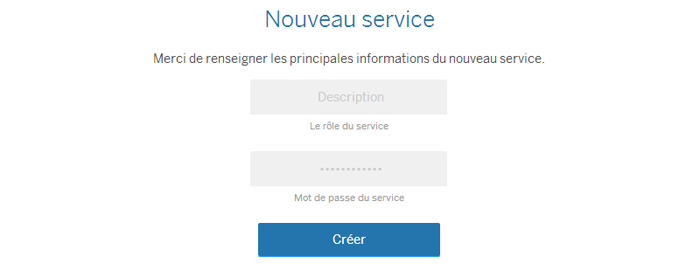 Nouveau service
Merci de renseigner les principales informations du nouveau service.
Description
Le rôle du service
••••••••••••
Mot de passe du service
Créer